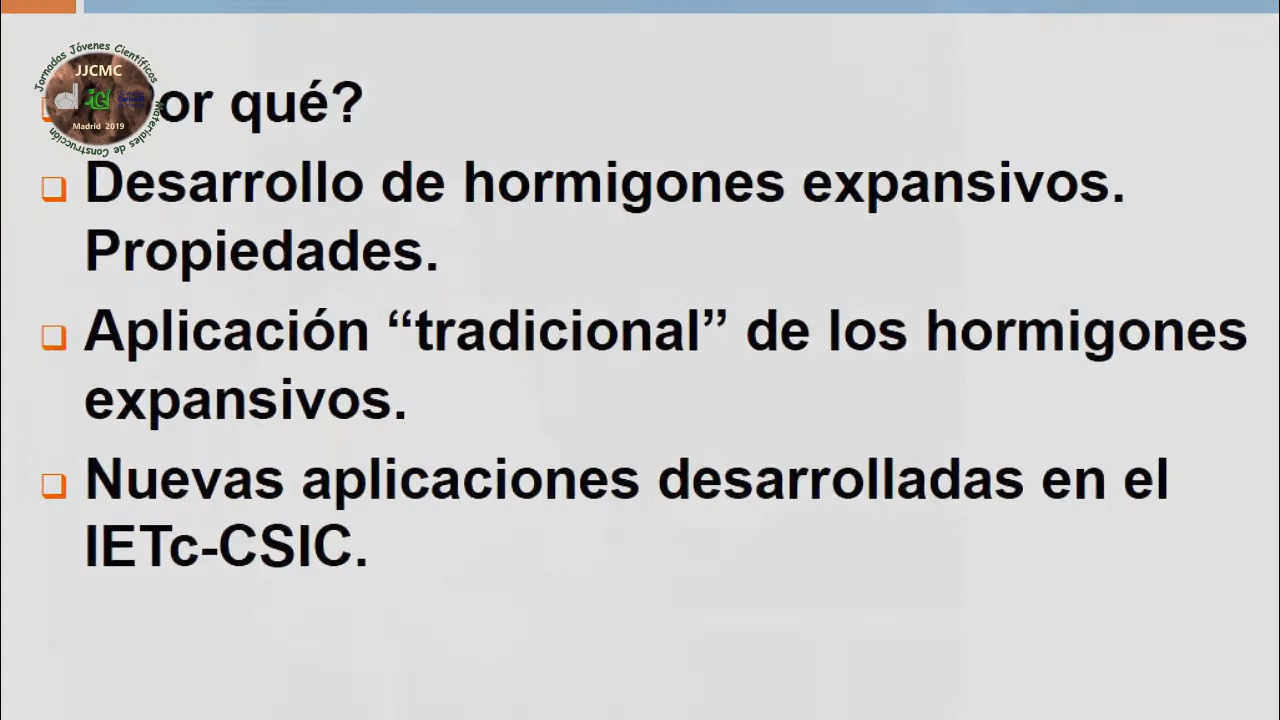 Jornadas Jóvenes Científicos
JJCMC
Madrid 2019
Materiales de Construcción
or qué?
❑ Desarrollo de hormigones expansivos.
Propiedades.
❑ Aplicación “tradicional” de los hormigones
expansivos.
❑ Nuevas aplicaciones desarrolladas en el
IETc-CSIC.